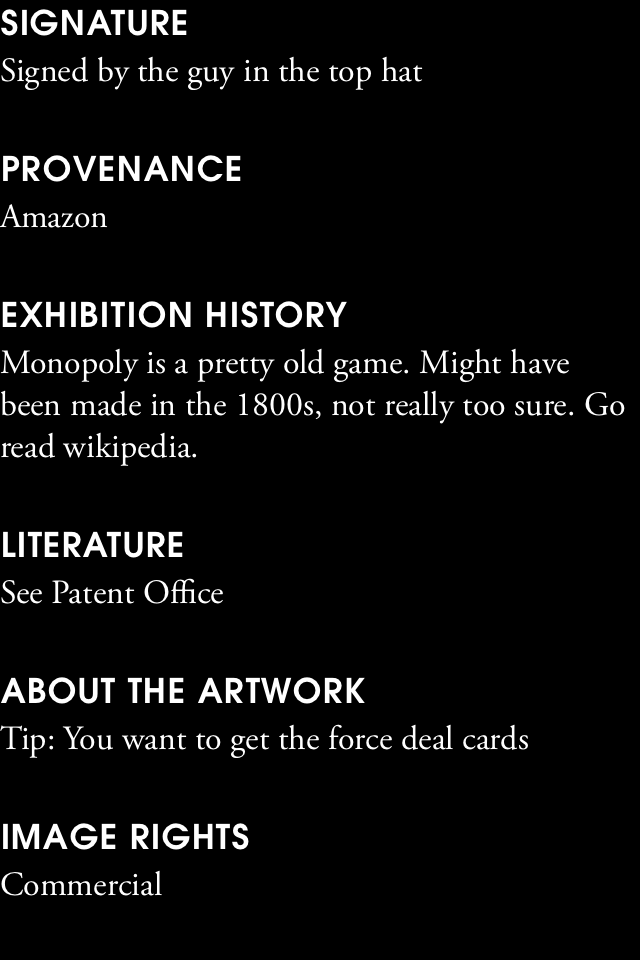 SIGNATURE
Signed by the guy in the top hat
PROVENANCE
Amazon
EXHIBITION HISTORY
Monopoly is a pretty old game. Might have
been made in the 1800s, not really too sure. Go
read wikipedia.
LITERATURE
See Patent Office
ABOUT THE ARTWORK
Tip: You want to get the force deal cards
IMAGE RIGHTS
Commercial